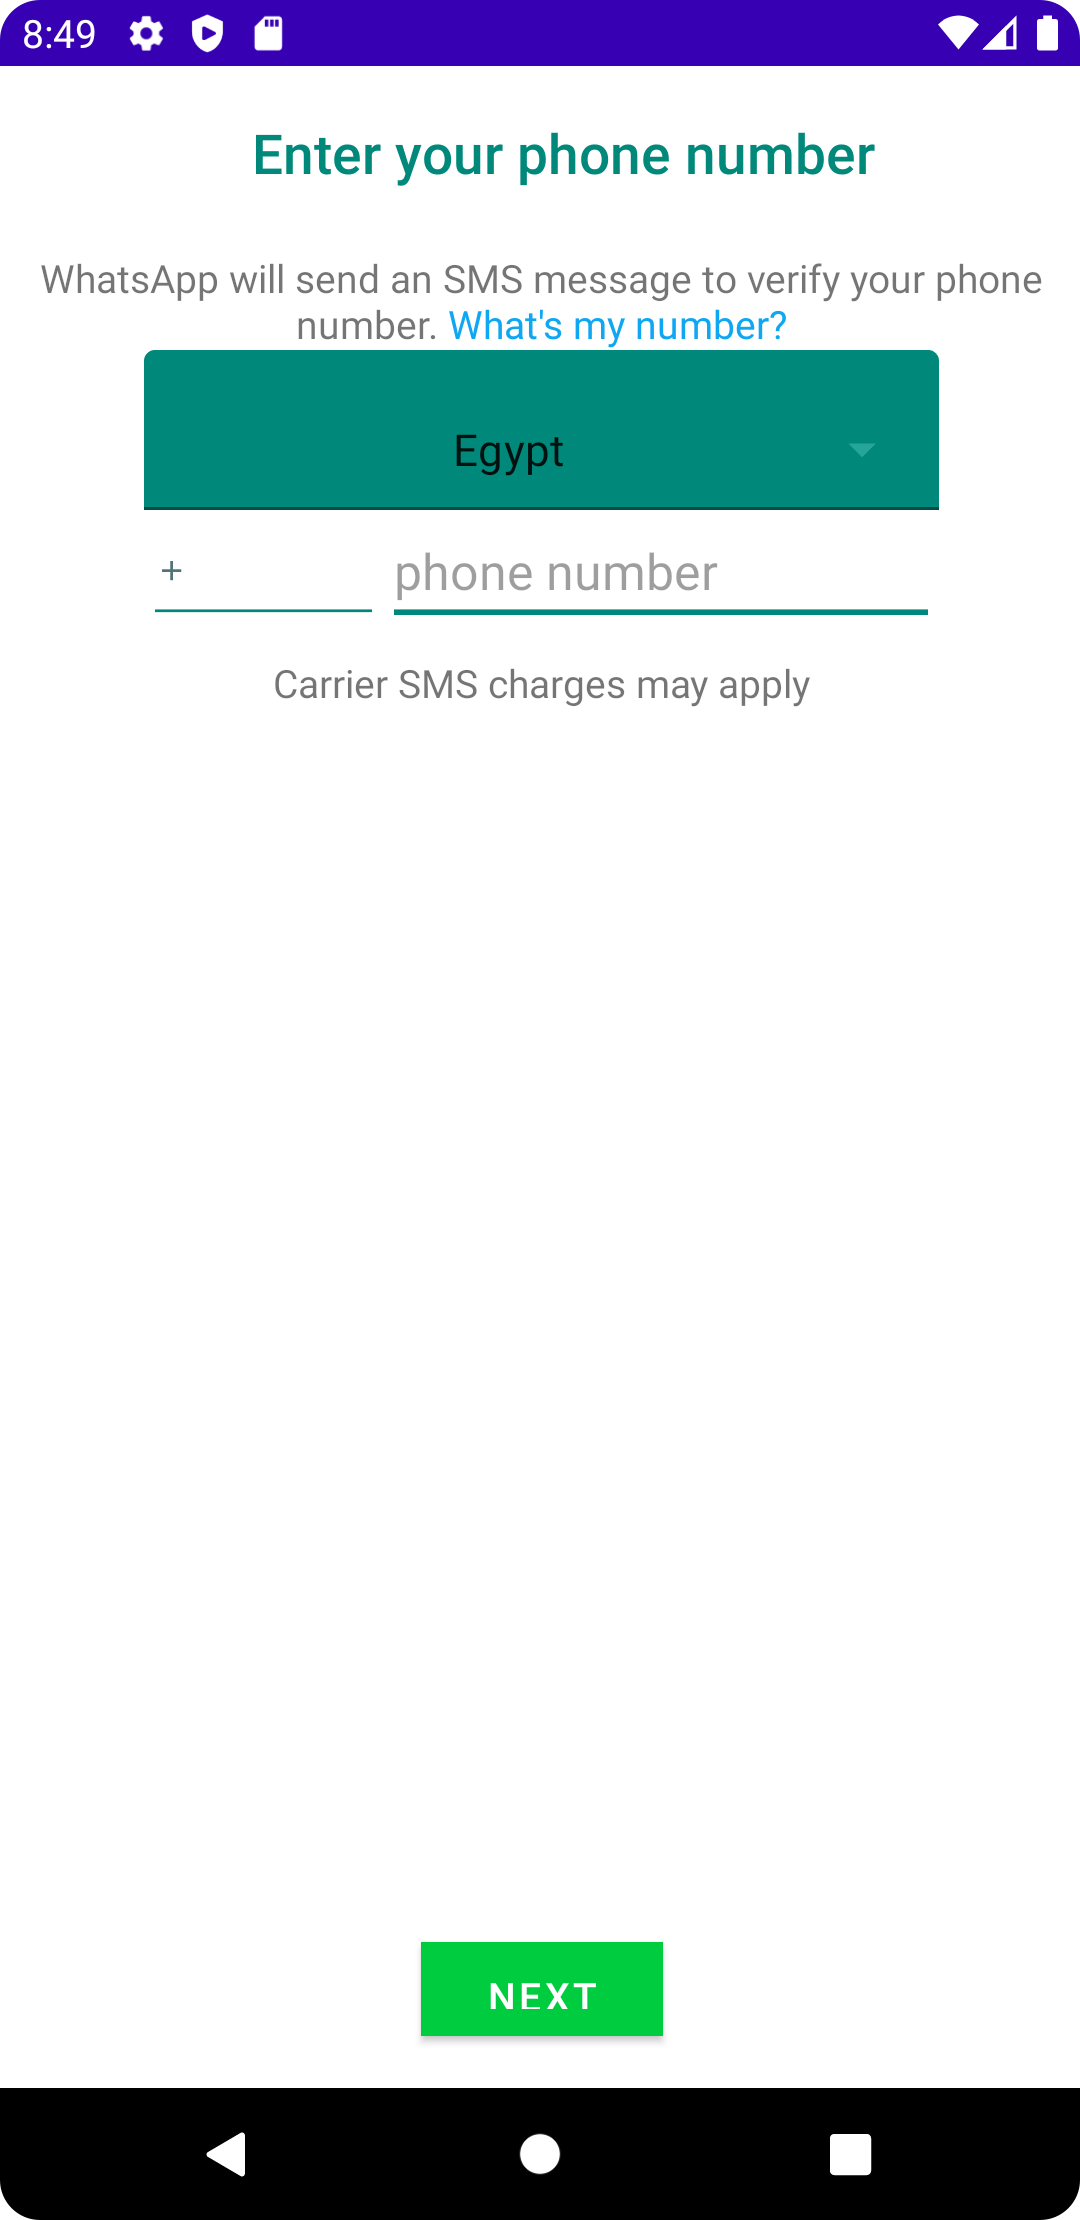 8:49
Enter your phone number
WhatsApp will send an SMS message to verify your phone
number. What's my number?
Egypt
+
phone number
Carrier SMS charges may apply
NEXT